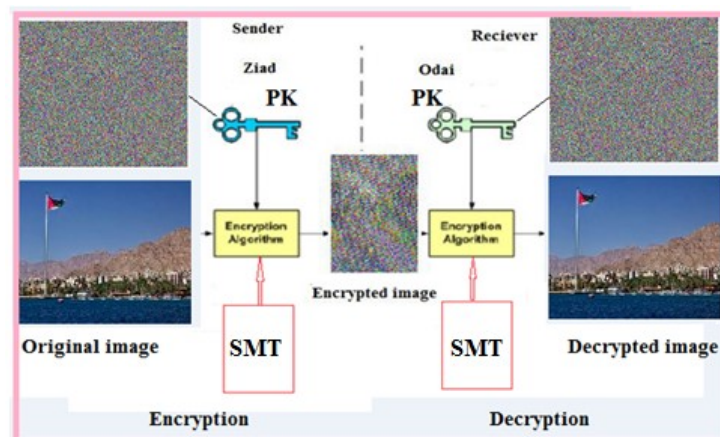 Sender
Reciever
Ziad
Odai
PK
PK
Encryption
Algorithm
Encryption
Algorithm
Encrypted image
SMT
SMT
Original image
Decrypted image
Encryption
Decryption